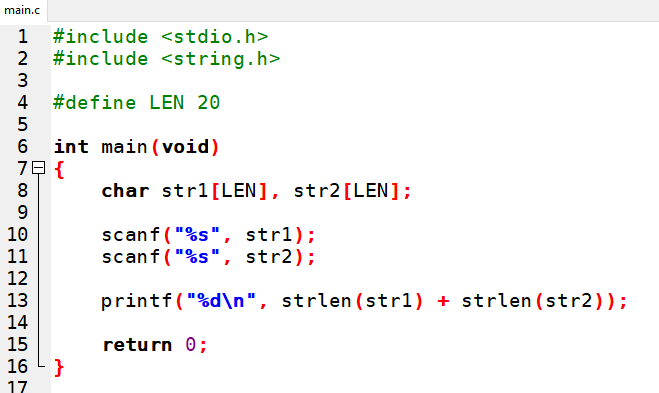 main.c
1 #include <stdio.h>
2 #include <string.h>
3
4 #define LEN 20
5
6 int main(void)
7 {
8     char str1[LEN], str2[LEN];
9
10     scanf("%s", str1);
11     scanf("%s", str2);
12
13     printf("%d\n", strlen(str1) + strlen(str2));
14
15     return 0;
16 }
17